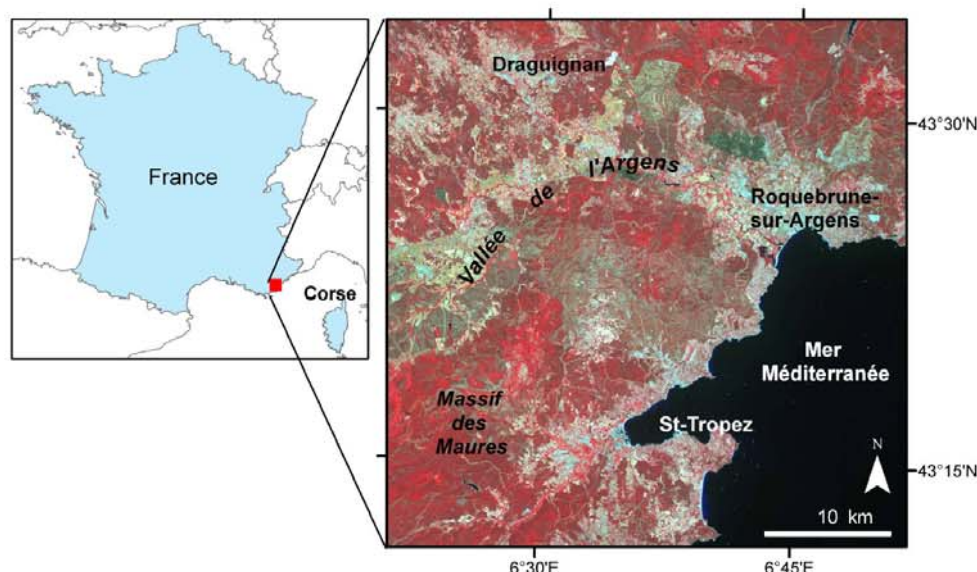 France
Corse
Draguignan
Vallée de l'Argens
Roquebrune-
sur-Argens
Mer
Méditerranée
Massif
des
Maures
St-Tropez
N
10 km
43°30'N
43°15'N
6°30'E
6°45'E